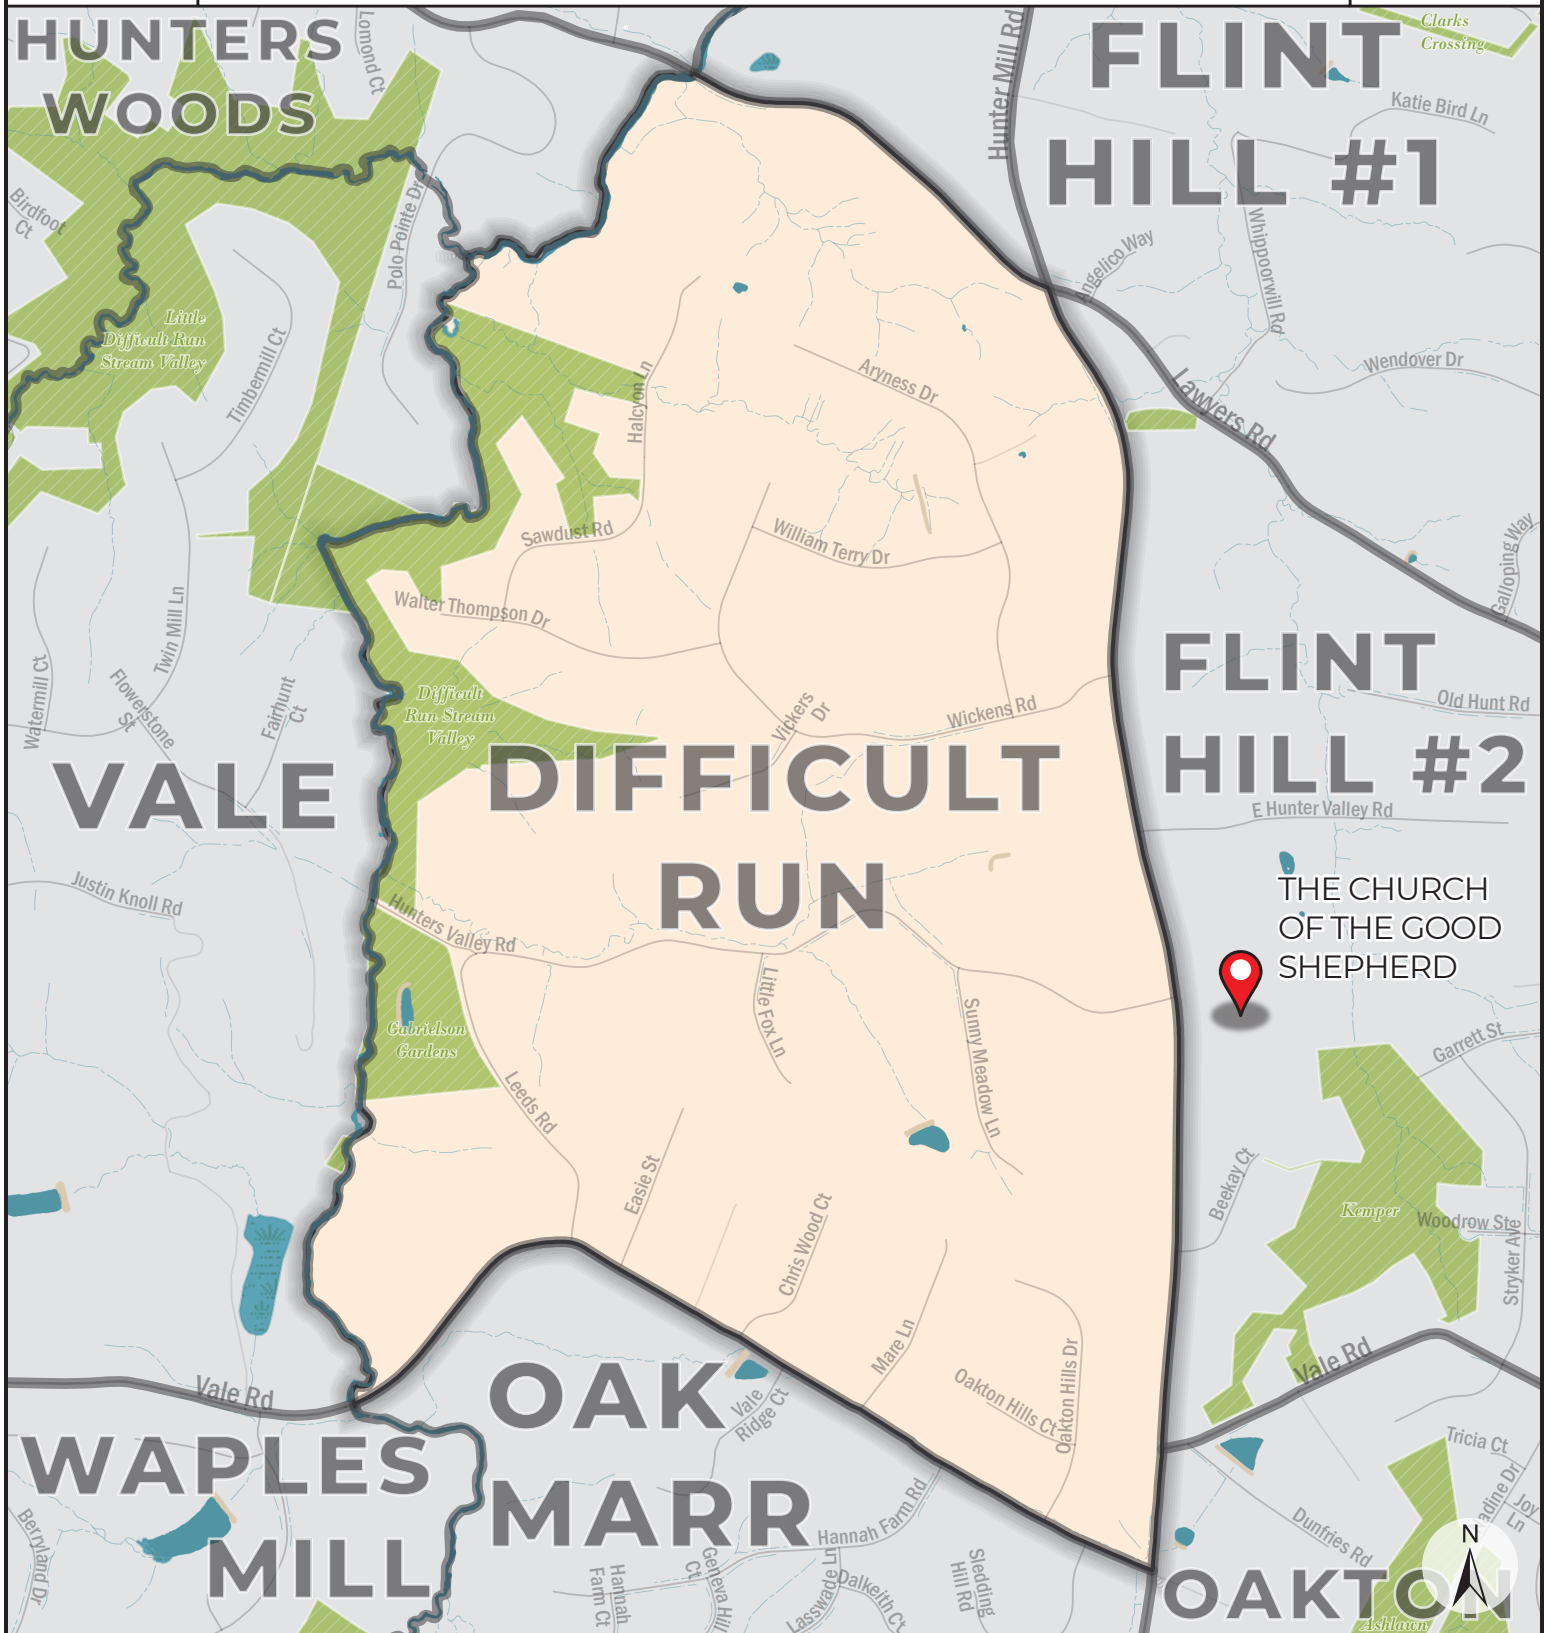 HUNTERS
WOODS
Lomond Ct
Hunter Mill Rd
FLINT
HILL #1
Clarks
Crossing
Katie Bird Ln
Birdfoot
Ct
Polo Pointe Dr
Angelico Way
Whippoorwill Rd
Little
Difficult Run
Stream Valley
Timbermill Ct
Halcyon Ln
Aryness Dr
Wendover Dr
Lawyers Rd
Sawdust Rd
William Terry Dr
Galloping Way
Walter Thompson Dr
Twin Mill Ln
Watermill Ct
Flowerstone
St
Fairhunt
Ct
Difficult
Run Stream
Valley
Vickers
Dr
Wickens Rd
FLINT
HILL #2
Old Hunt Rd
VALE
DIFFICULT
RUN
E Hunter Valley Rd
Justin Knoll Rd
Hunters Valley Rd
THE CHURCH
OF THE GOOD
SHEPHERD
Little Fox Ln
Sunny Meadow Ln
Gabrielson
Gardens
Garrett St
Leeds Rd
Easie St
Beekay Ct
Kemper
Woodrow St
Stryker Ave
Chris Wood Ct
Mare Ln
Oakton Hills Ct
Oakton Hills Dr
Vale Rd
Vale Rd
OAK
MARR
Vale
Ridge Ct
WAPLES
MILL
Tricia Ct
Joy
Ln
Dunfries Rd
Berryland Dr
Hannah Farm Rd
Hannah
Farm Ct
Geneva Hill
Ct
Lasswade Ln
Dalkeith Ct
Sledding
Hill Rd
OAKTON
Ashlawn
N